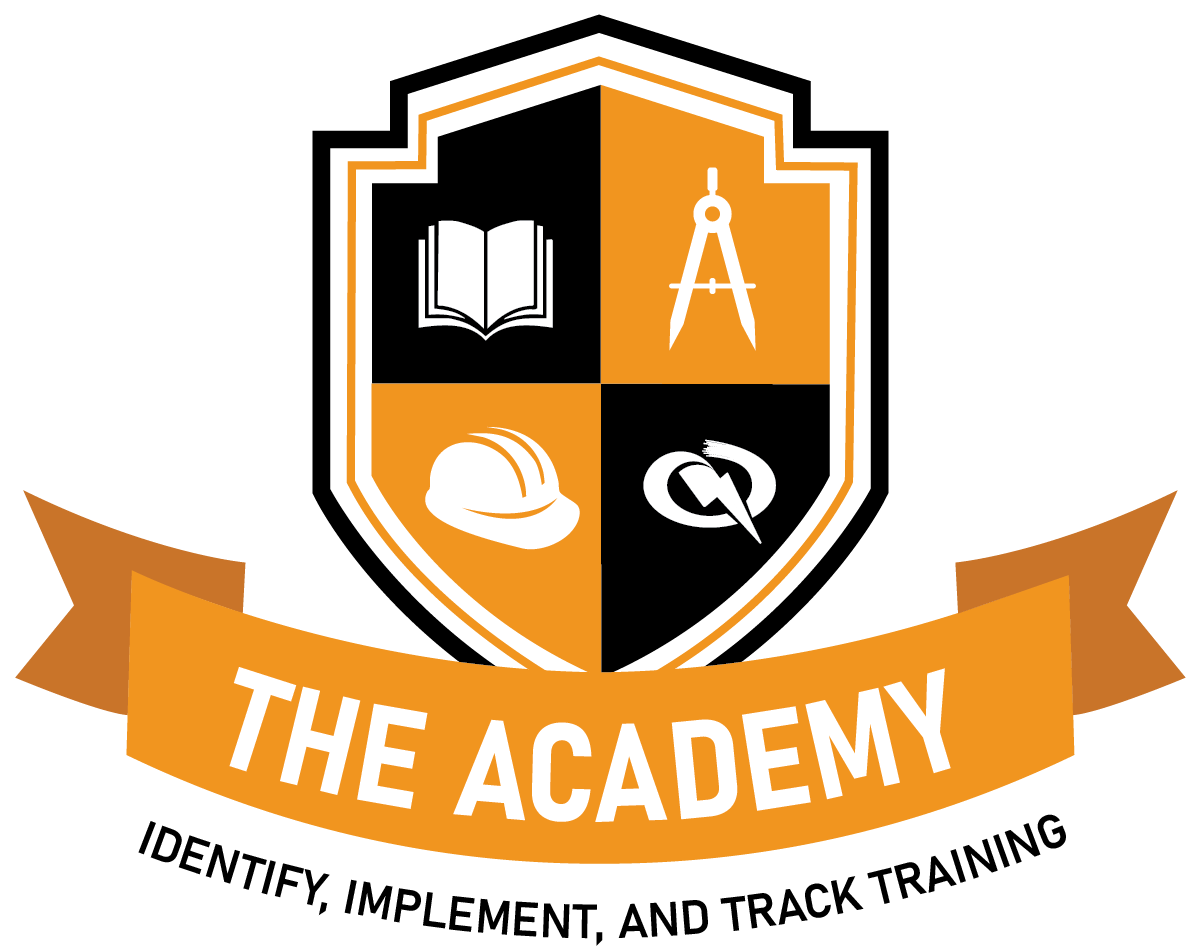 THE ACADEMY
IDENTIFY, IMPLEMENT, AND TRACK TRAINING